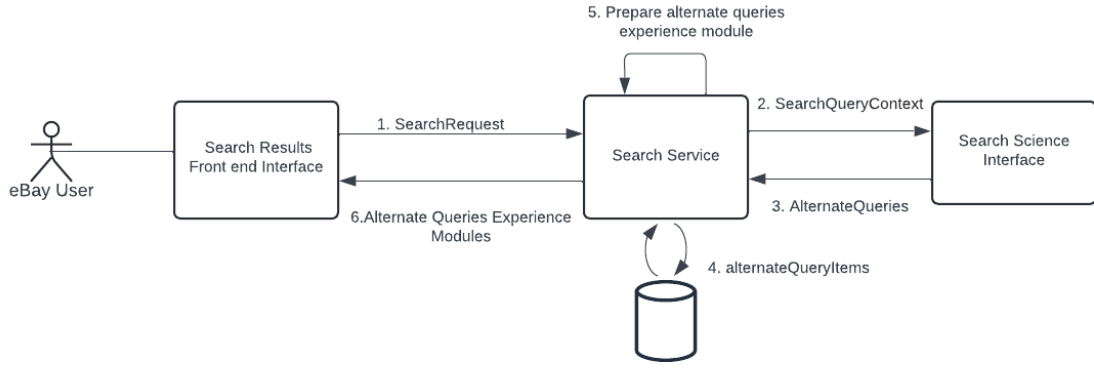 5. Prepare alternate queries
experience module
1. SearchRequest
2. SearchQueryContext
Search Results
Front end Interface
Search Service
Search Science
Interface
eBay User
6.Alternate Queries Experience
Modules
3. AlternateQueries
4. alternateQueryItems